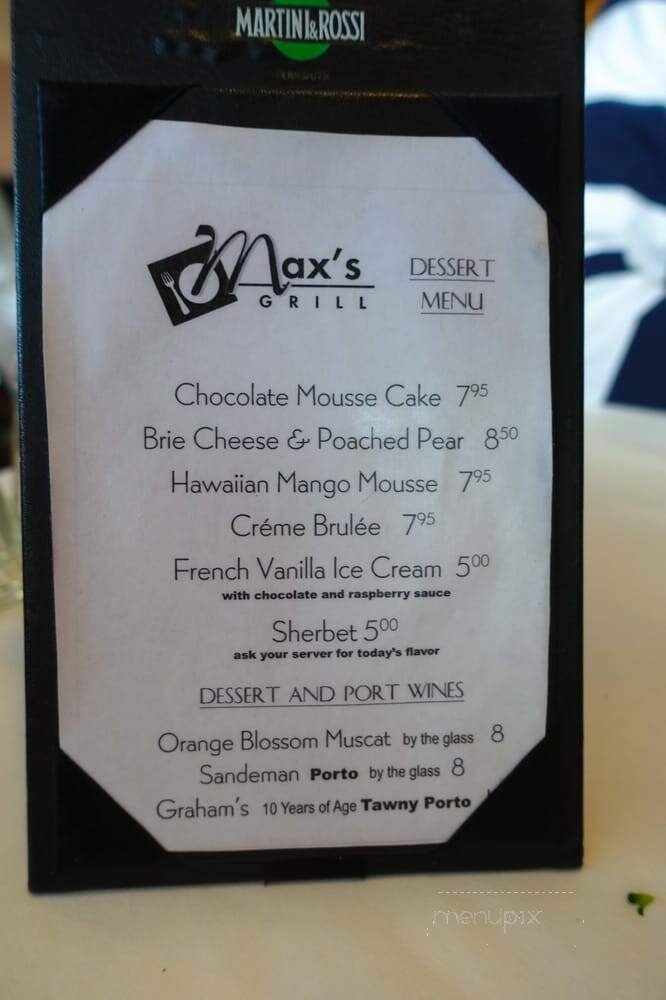 MARTINI & ROSSI
VERMOUTH
Max's
GRILL
DESSERT
MENU
Chocolate Mousse Cake 7⁹⁵
Brie Cheese & Poached Pear 8⁵⁰
Hawaiian Mango Mousse 7⁹⁵
Créme Brulée 7⁹⁵
French Vanilla Ice Cream 5⁰⁰
with chocolate and raspberry sauce
Sherbet 5⁰⁰
ask your server for today's flavor
DESSERT AND PORT WINES
Orange Blossom Muscat by the glass 8
Sandeman Porto by the glass 8
Graham's 10 Years of Age Tawny Porto
menupix